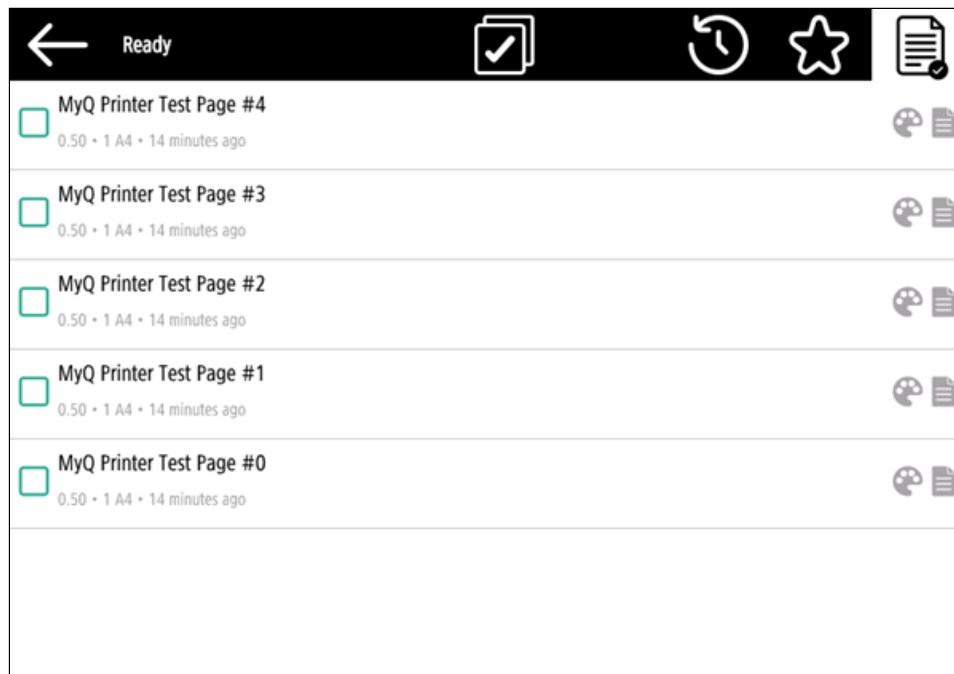 Ready
MyQ Printer Test Page #4
0.50 • 1 A4 • 14 minutes ago
MyQ Printer Test Page #3
0.50 • 1 A4 • 14 minutes ago
MyQ Printer Test Page #2
0.50 • 1 A4 • 14 minutes ago
MyQ Printer Test Page #1
0.50 • 1 A4 • 14 minutes ago
MyQ Printer Test Page #0
0.50 • 1 A4 • 14 minutes ago